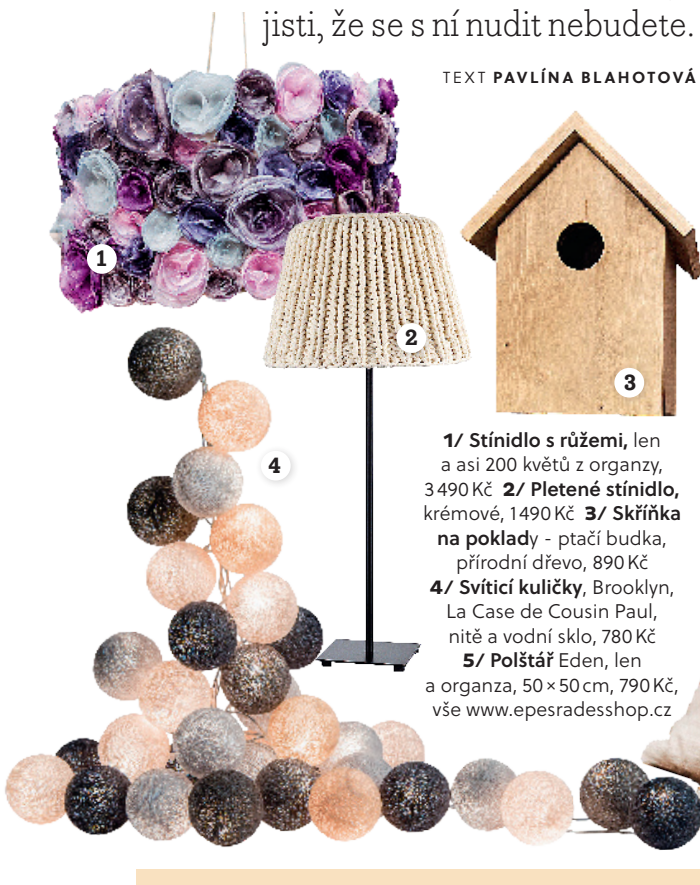 jisti, že se s ní nudit nebudete.
TEXT PAVLÍNA BLAHOTOVÁ
1
2
3
4
1/ Stínidlo s růžemi, len
a asi 200 květů z organzy,
3 490 Kč 2/ Pletené stínidlo,
krémové, 1 490 Kč 3/ Skříňka
na poklady - ptačí budka,
přírodní dřevo, 890 Kč
4/ Svíticí kuličky, Brooklyn,
La Case de Cousin Paul,
nitě a vodní sklo, 780 Kč
5/ Polštář Eden, len
a organza, 50 × 50 cm, 790 Kč,
vše www.epesradesshop.cz